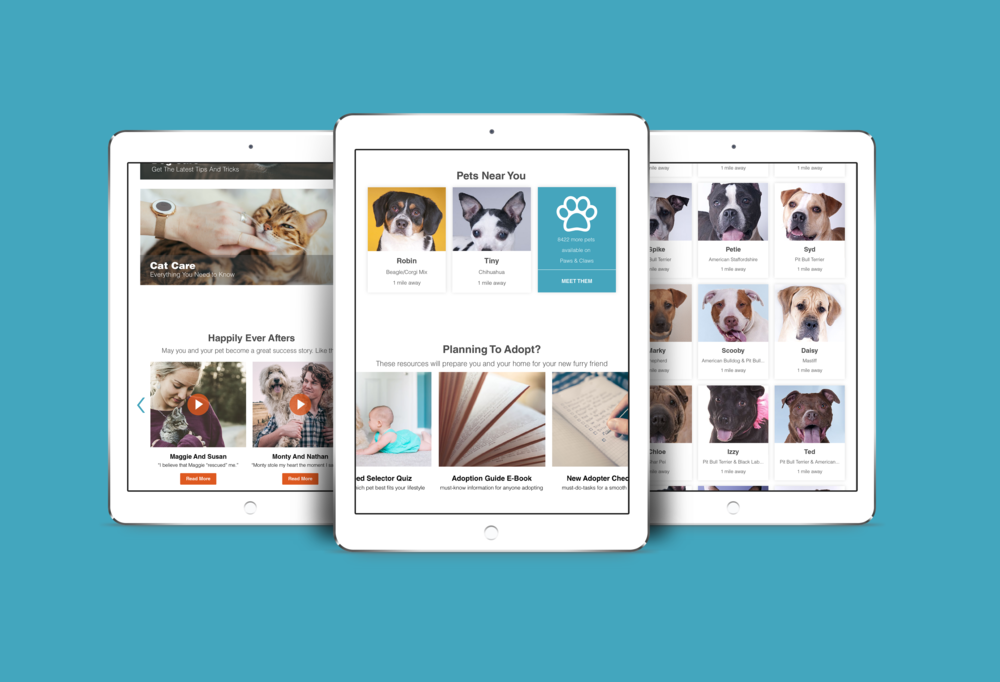 Get The Latest Tips And Tricks
Cat Care
Everything You Need to Know
Happily Ever Afters
May you and your pet become a great success story. Like th
Maggie And Susan
"I believe that Maggie "rescued" me."
Read More
Monty And Nathan
"Monty stole my heart the moment I s
Read More
Pets Near You
Robin
Beagle/Corgi Mix
1 mile away
Tiny
Chihuahua
1 mile away
8422 more pets
available on
Paws & Claws
MEET THEM
Planning To Adopt?
These resources will prepare you and your home for your new furry friend
ed Selector Quiz
ich pet best fits your lifestyle
Adoption Guide E-Book
must-know information for anyone adopting
New Adopter Chec
must-do-tasks for a smooth
mile away
1 mile away
1 mile away
Spike
Bull Terrier
mile away
Petie
American Staffordshires
1 mile away
Syd
Pit Bull Terrier
1 mile away
Marky
hepherd
mile away
Scooby
American Bulldog & Pit Bull...
1 mile away
Daisy
Mastiff
1 mile away
Chloe
ar Pei
mile away
Izzy
Pit Bull Terrier & Black Lab...
1 mile away
Ted
Pit Bull Terrier & American...
1 mile away